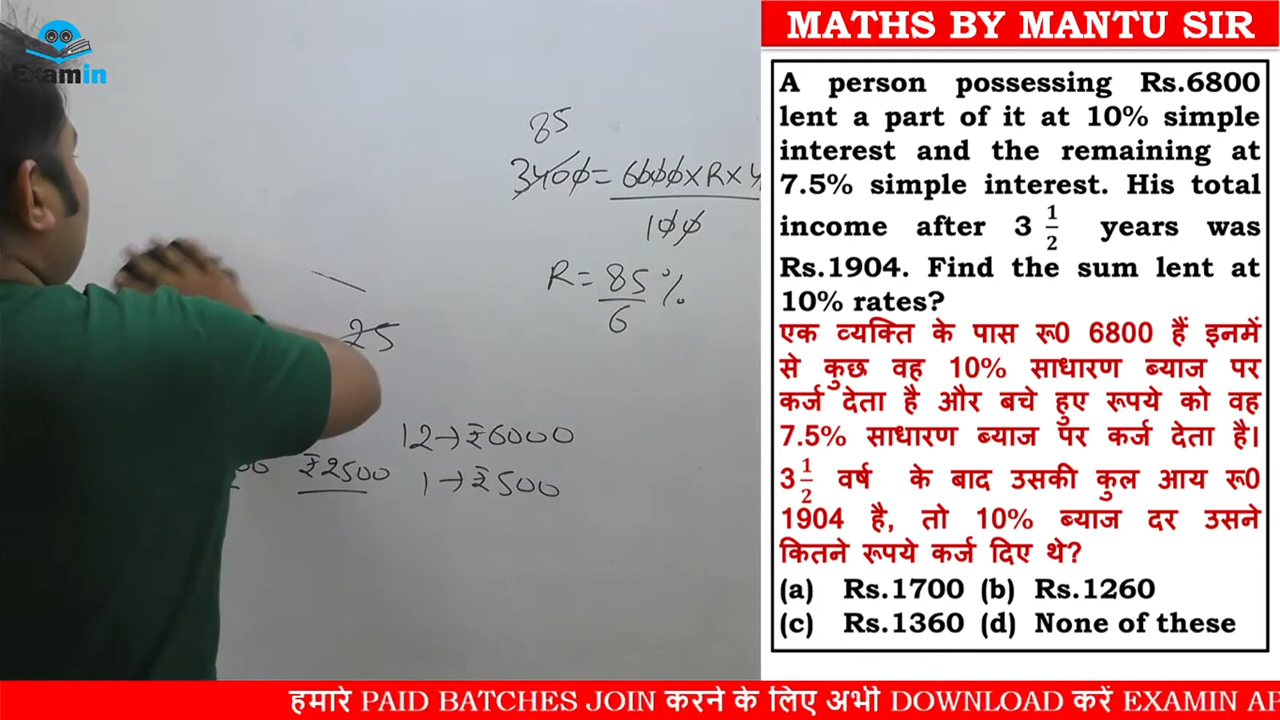 Examin
MATHS BY MANTU SIR
A person possessing Rs.6800
lent a part of it at 10% simple
interest and the remaining at
7.5% simple interest. His total
income after 3 1/2 years was
Rs.1904. Find the sum lent at
10% rates?
एक व्यक्ति के पास रू0 6800 हैं इनमें
से कुछ वह 10% साधारण ब्याज पर
कर्ज देता है और बचे हुए रूपये को वह
7.5% साधारण ब्याज पर कर्ज देता है।
3 1/2 वर्ष के बाद उसकी कुल आय रू0
1904 है, तो 10% ब्याज दर उसने
कितने रूपये कर्ज दिए थे?
(a) Rs.1700 (b) Rs.1260
(c) Rs.1360 (d) None of these
85
3400 = 6000 x R x 4
100
R = 85/6 %
25
12→₹6000
₹2500 1→₹500
हमारे PAID BATCHES JOIN करने के लिए अभी DOWNLOAD करें EXAMIN AP